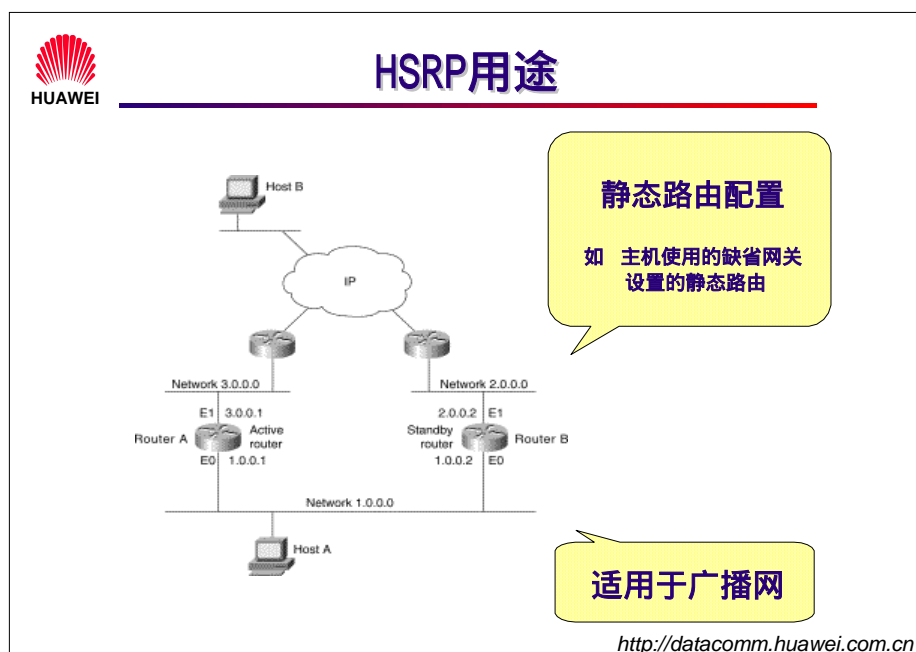 HUAWEI
HSRP用途
静态路由配置
如 主机使用的缺省网关
设置的静态路由
Host B
IP
Network 3.0.0.0
Network 2.0.0.0
E1 3.0.0.1
2.0.0.2 E1
Router A
Active
router
Standby
router
Router B
E0 1.0.0.1
1.0.0.2 E0
Network 1.0.0.0
Host A
适用于广播网
http://datacomm.huawei.com.cn